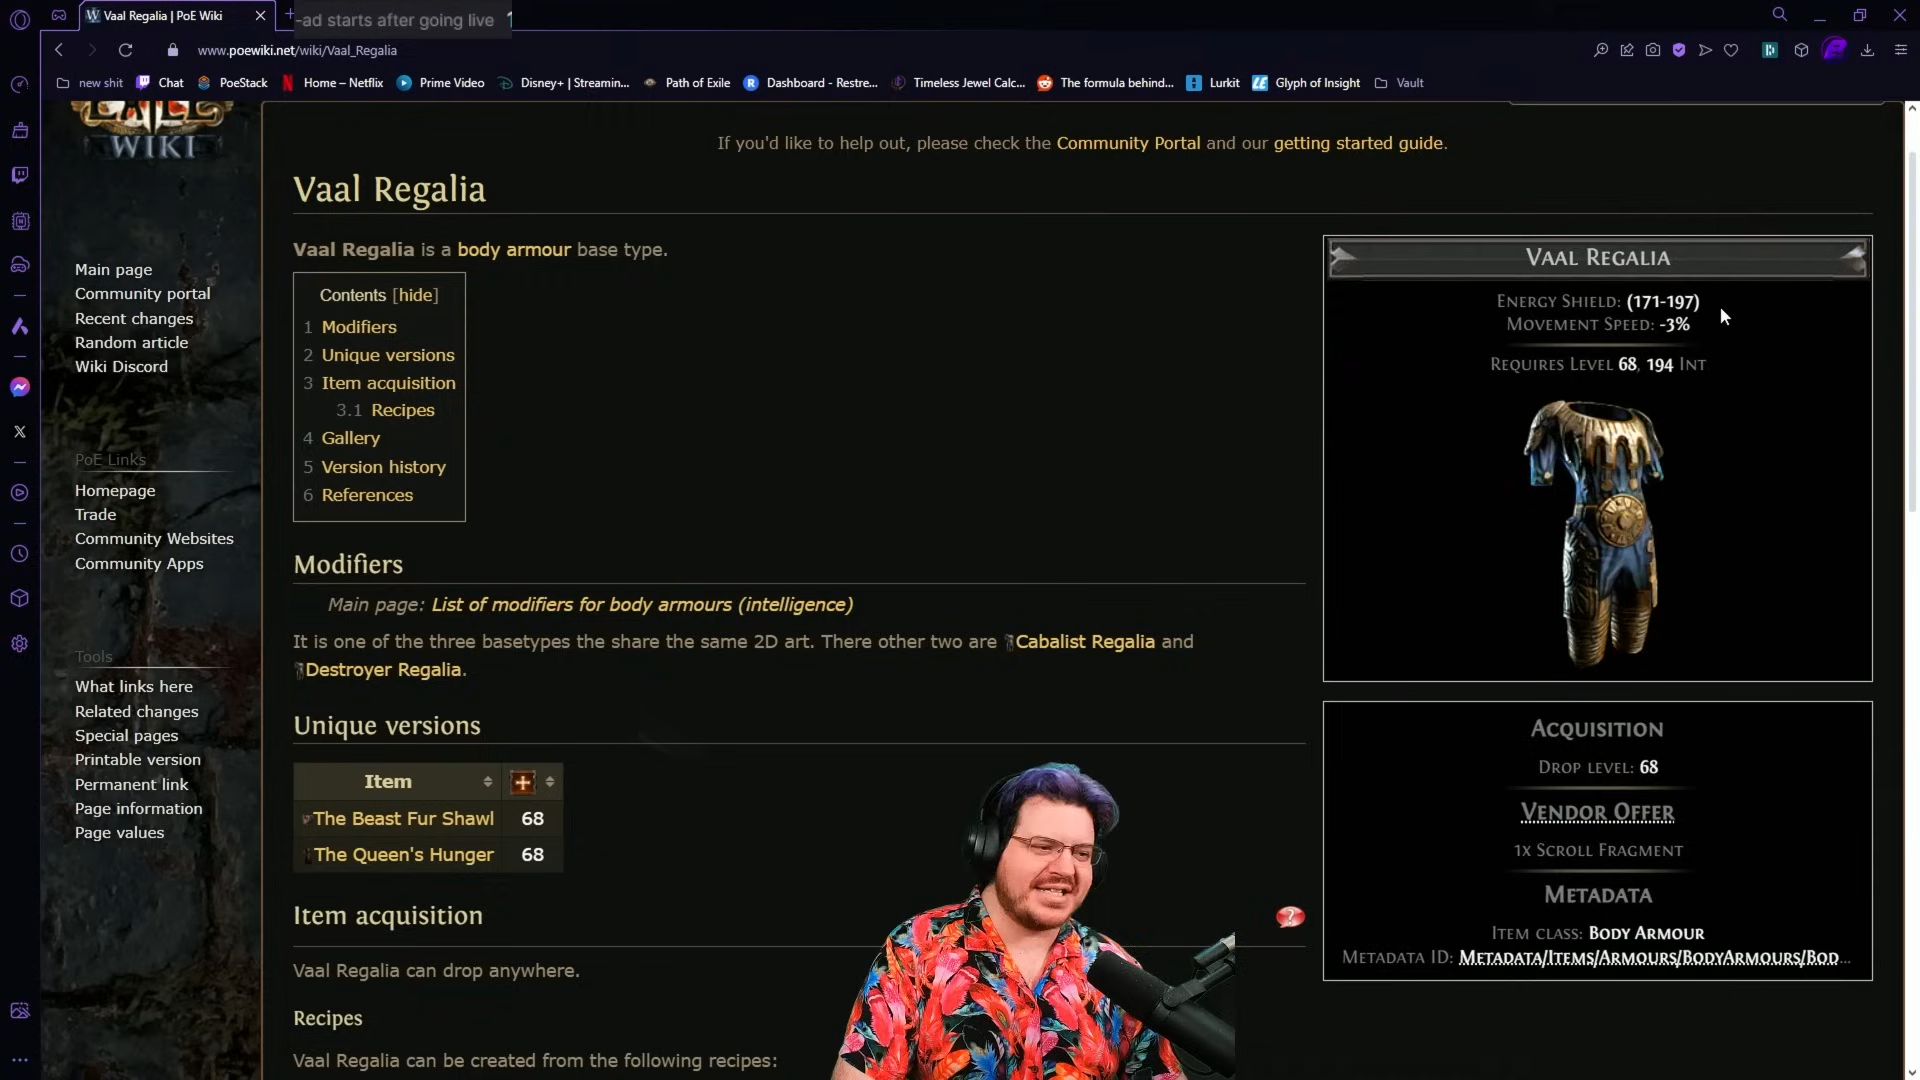 Vaal Regalia | PoE Wiki
-ad starts after going live
www.poewiki.net/wiki/Vaal_Regalia
new shit
Chat
PoeStack
Home – Netflix
Prime Video
Disney+ | Streamin...
Path of Exile
Dashboard - Restre...
Timeless Jewel Calc...
The formula behind...
Lurkit
Glyph of Insight
Vault
WIKI
If you'd like to help out, please check the Community Portal and our getting started guide.
Main page
Community portal
Recent changes
Random article
Wiki Discord
PoE Links
Homepage
Trade
Community Websites
Community Apps
Tools
What links here
Related changes
Special pages
Printable version
Permanent link
Page information
Page values
Vaal Regalia
Vaal Regalia is a body armour base type.
Contents [hide]
1 Modifiers
2 Unique versions
3 Item acquisition
3.1 Recipes
4 Gallery
5 Version history
6 References
Modifiers
Main page: List of modifiers for body armours (intelligence)
It is one of the three basetypes the share the same 2D art. There other two are Cabalist Regalia and
Destroyer Regalia.
Unique versions
Item
The Beast Fur Shawl 68
The Queen's Hunger 68
Item acquisition
Vaal Regalia can drop anywhere.
Recipes
Vaal Regalia can be created from the following recipes:
Vaal Regalia
Energy Shield: (171-197)
Movement Speed: -3%
Requires Level 68, 194 Int
Acquisition
Drop level: 68
Vendor Offer
1x Scroll Fragment
Metadata
Item class: Body Armour
Metadata ID: Metadata/Items/Armours/BodyArmours/Bod...
?